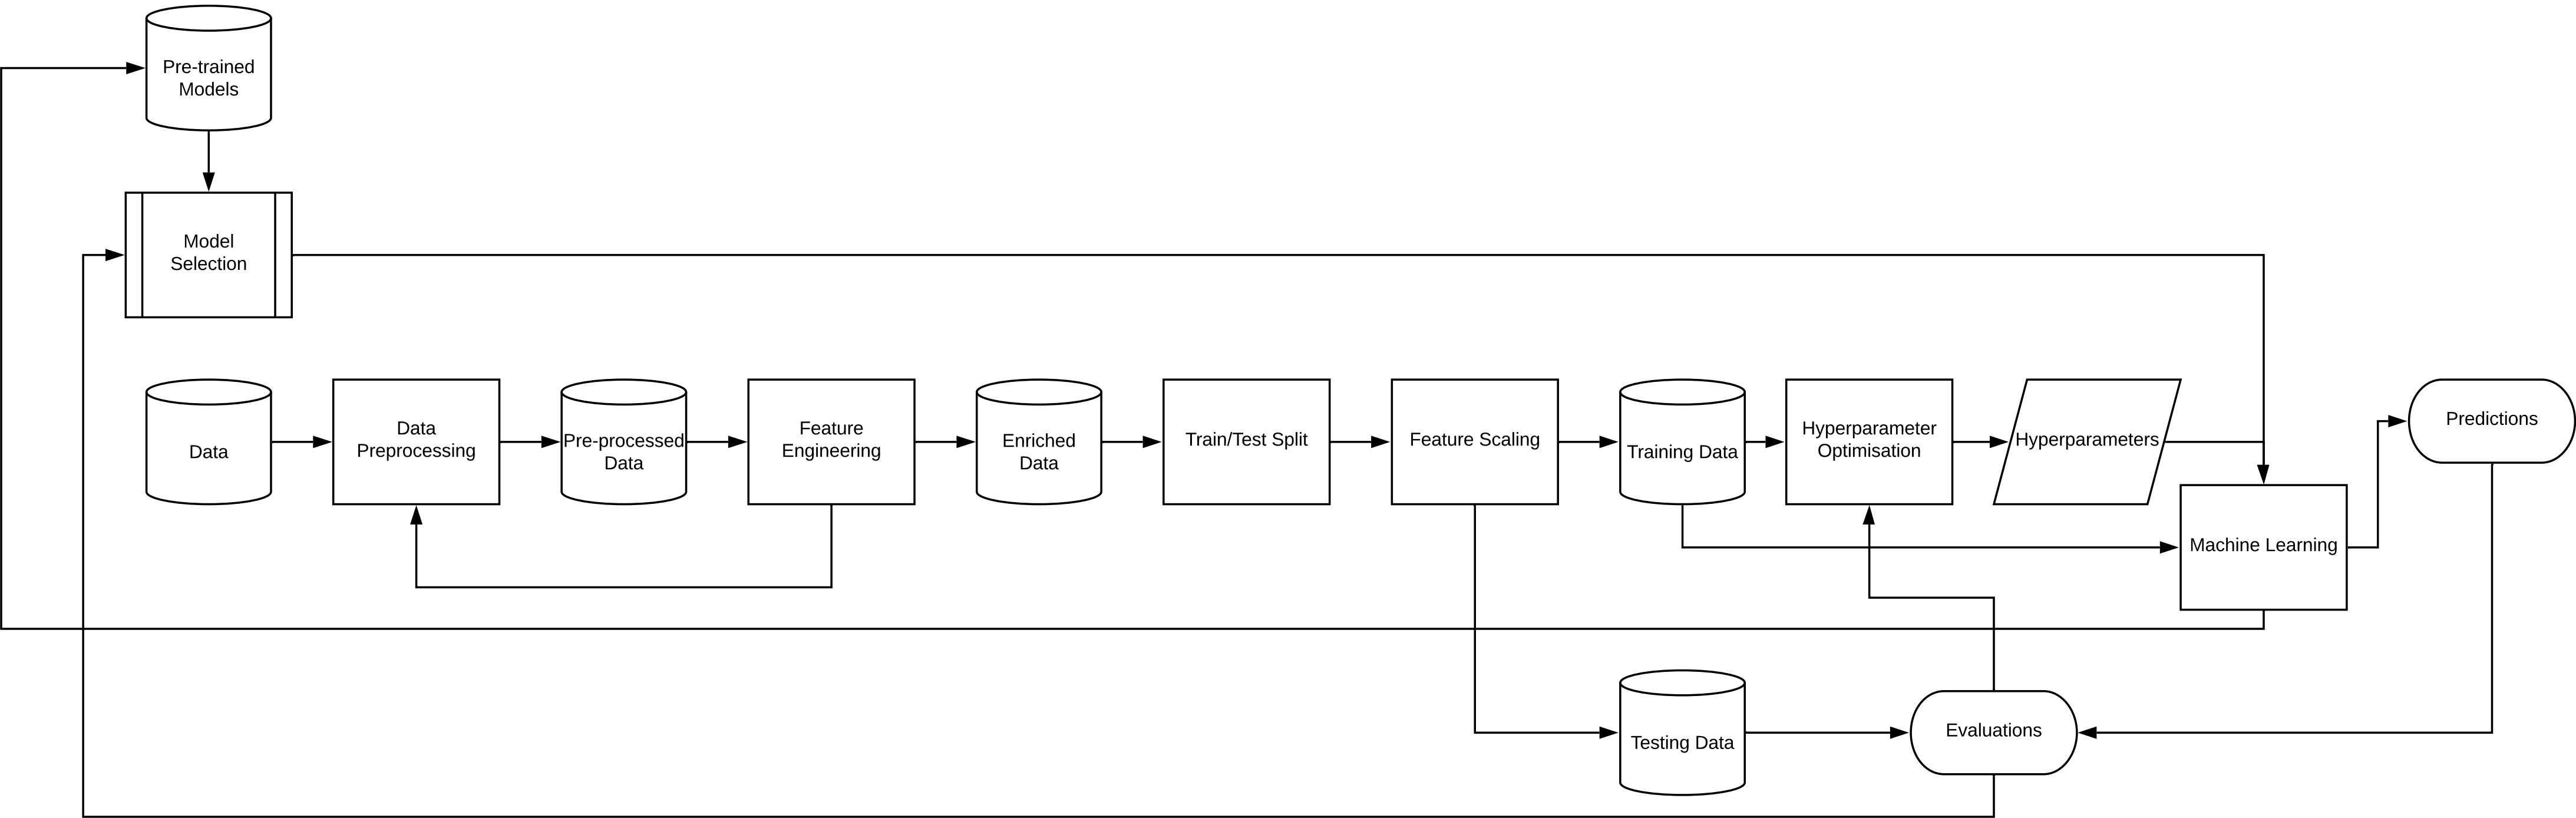 Pre-trained
Models
Model
Selection
Data
Data
Preprocessing
Pre-processed
Data
Feature
Engineering
Enriched
Data
Train/Test Split
Feature Scaling
Training Data
Hyperparameter
Optimisation
Hyperparameters
Predictions
Machine Learning
Testing Data
Evaluations